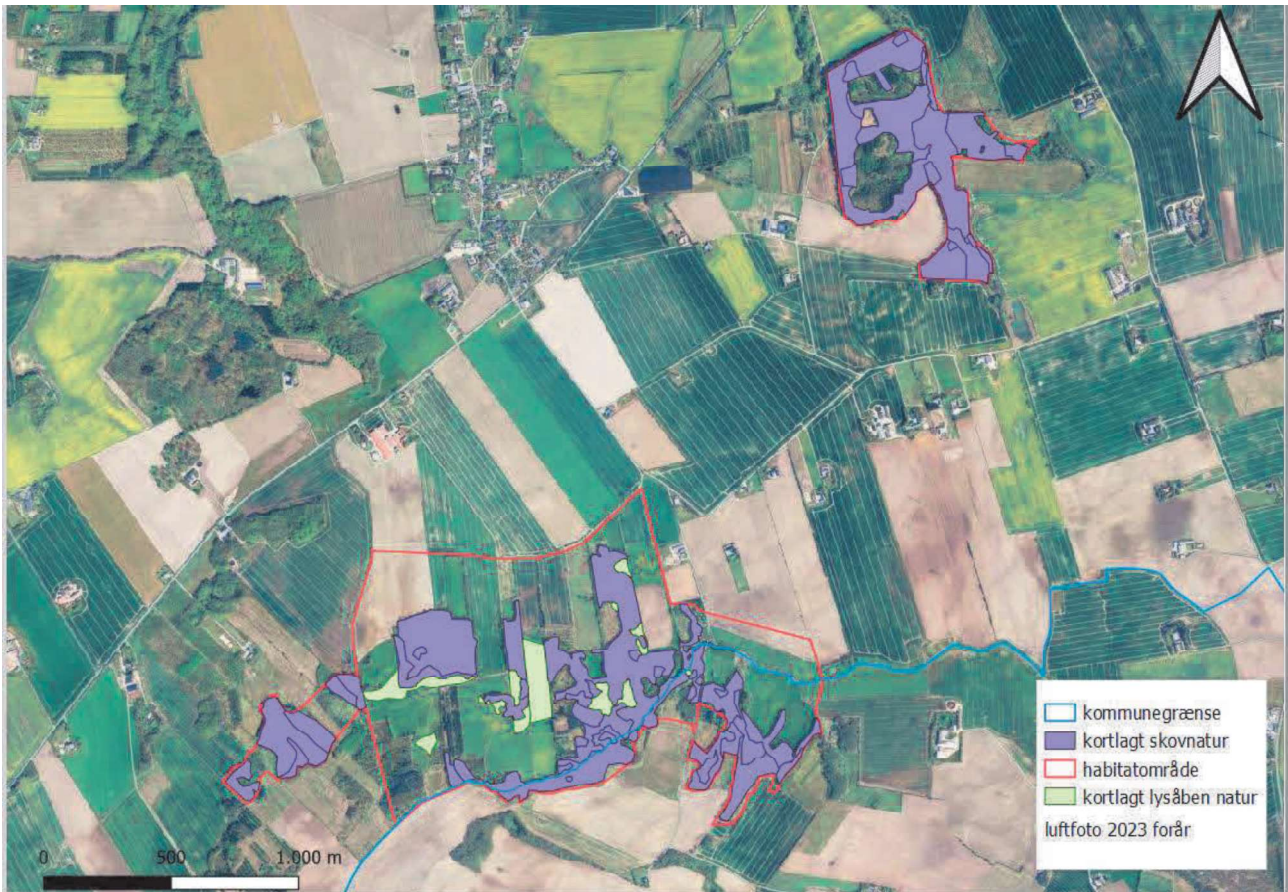 kommunegrænse
kortlagt skovnatur
habitatområde
kortlagt lysåben natur
luftfoto 2023 forår
0 500 1.000 m